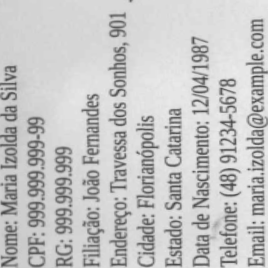 Nome: Maria Izolda da Silva
CPF: 999.999.999-99
RG: 999.999.999
Filiação: João Fernandes
Endereço: Travessa dos Sonhos, 901
Cidade: Florianópolis
Estado: Santa Catarina
Data de Nascimento: 12/04/1987
Telefone: (48) 91234-5678
Email: maria.izolda@example.com